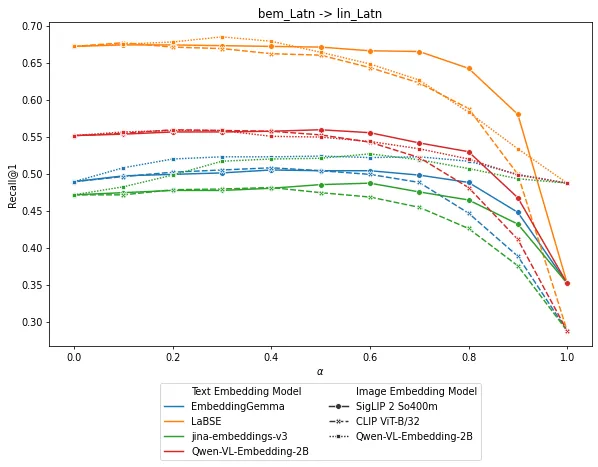 bem_Latn -> lin_Latn
Recall@1
0.70
0.65
0.60
0.55
0.50
0.45
0.40
0.35
0.30
0.0 0.2 0.4 0.6 0.8 1.0
α
Text Embedding Model
EmbeddingGemma
LaBSE
jina-embeddings-v3
Qwen-VL-Embedding-2B
Image Embedding Model
SigLIP 2 So400m
CLIP ViT-B/32
Qwen-VL-Embedding-2B